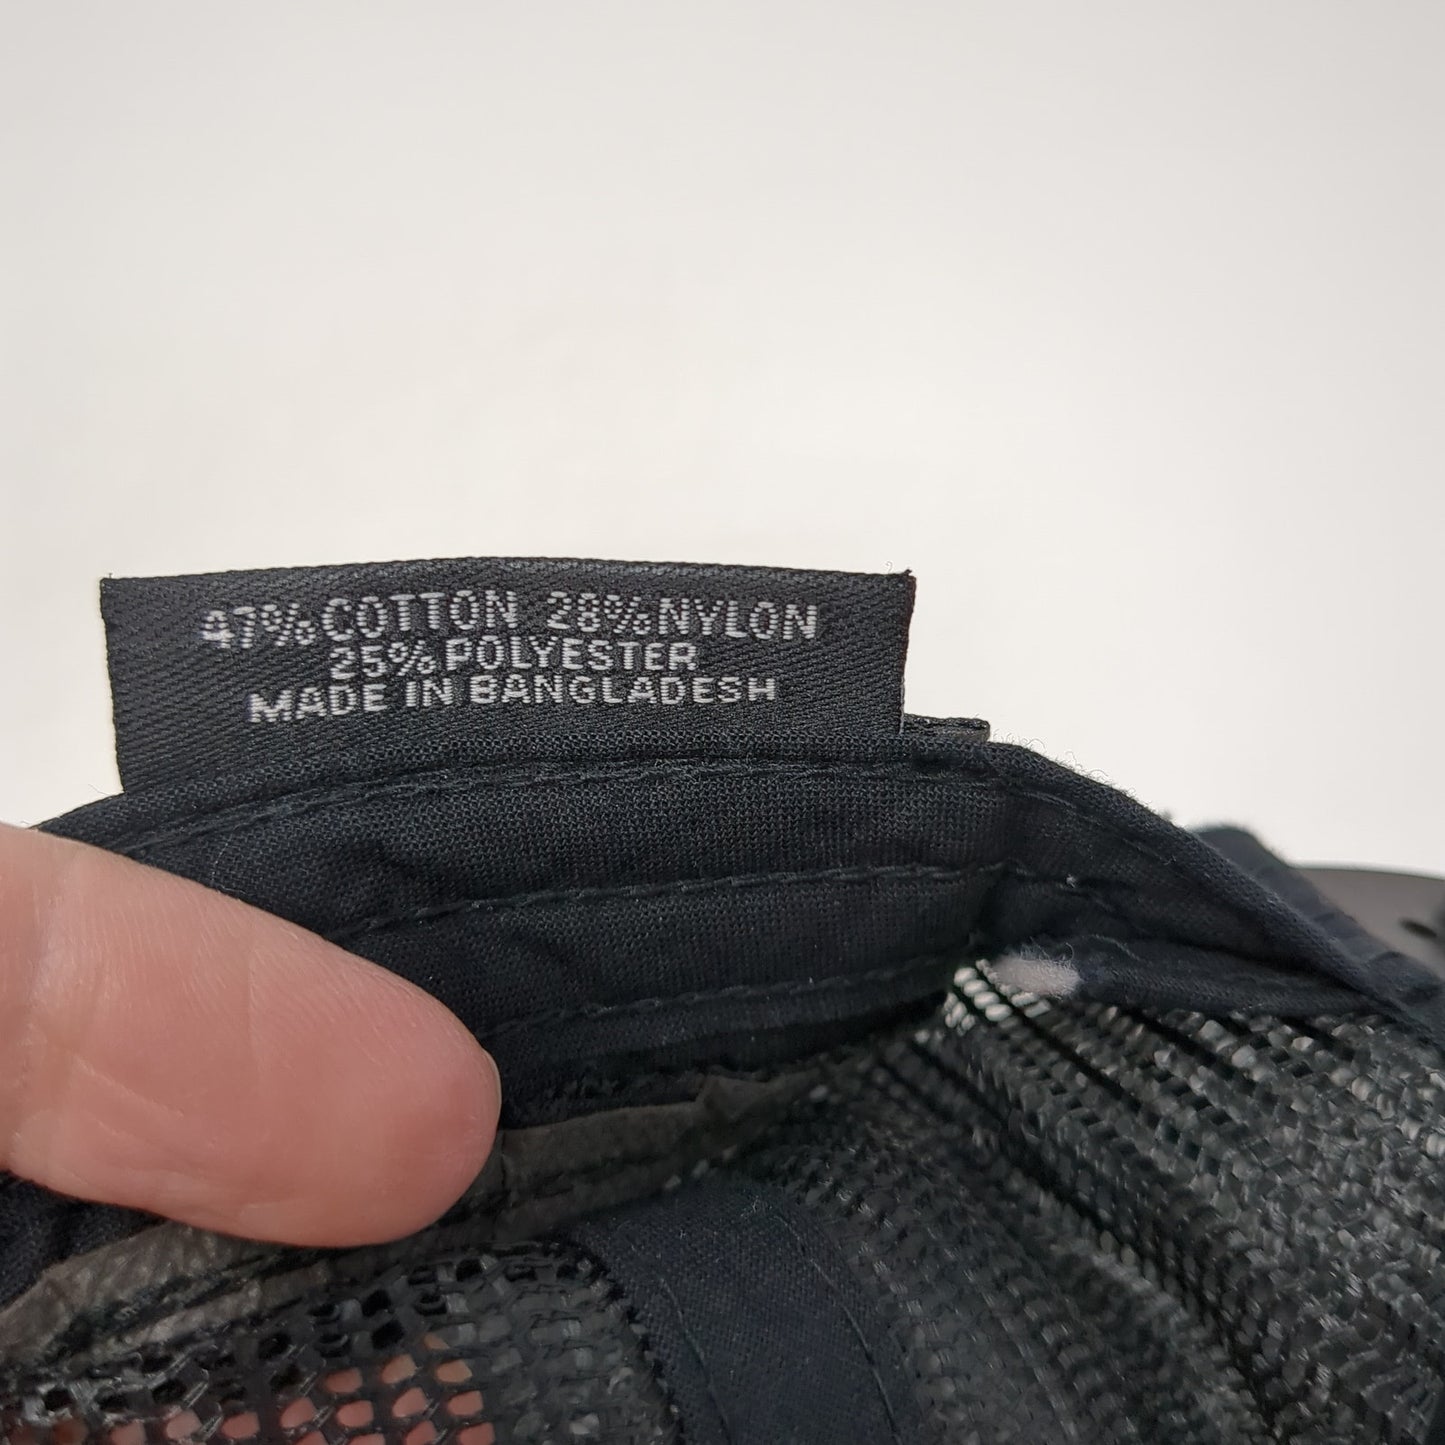 47% COTTON 28% NYLON
25% POLYESTER
MADE IN BANGLADESH